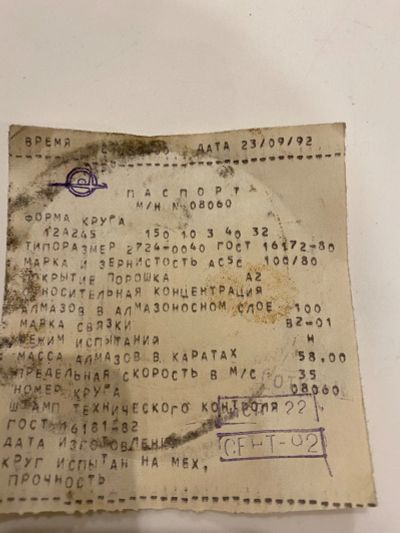 ВРЕМЯ ДАТА 23/09/92
ПАСПОРТ
М/Н N 08060
ФОРМА КРУГА
12А245 150 10 3 40 32
ТИПОРАЗМЕР 2724-0040 ГОСТ 16172-80
МАРКА И ЗЕРНИСТОСТЬ АС5С 100/80
ПОКРЫТИЕ ПОРОШКА А2
ОТНОСИТЕЛЬНАЯ КОНЦЕНТРАЦИЯ
АЛМАЗОВ В АЛМАЗОНОСНОМ СЛОЕ 100
МАРКА СВЯЗКИ В2-01
РЕЖИМ ИСПЫТАНИЯ Н
МАССА АЛМАЗОВ В КАРАТАХ 58,00
ПРЕДЕЛЬНАЯ СКОРОСТЬ В М/С 35
НОМЕР КРУГА 08060
ШТАМП ТЕХНИЧЕСКОГО КОНТРОЛЯ 22
ГОСТ 16181-82
ДАТА ИЗГОТОВЛЕНИЯ СЕНТ-92
КРУГ ИСПЫТАН НА МЕХ,
ПРОЧНОСТЬ